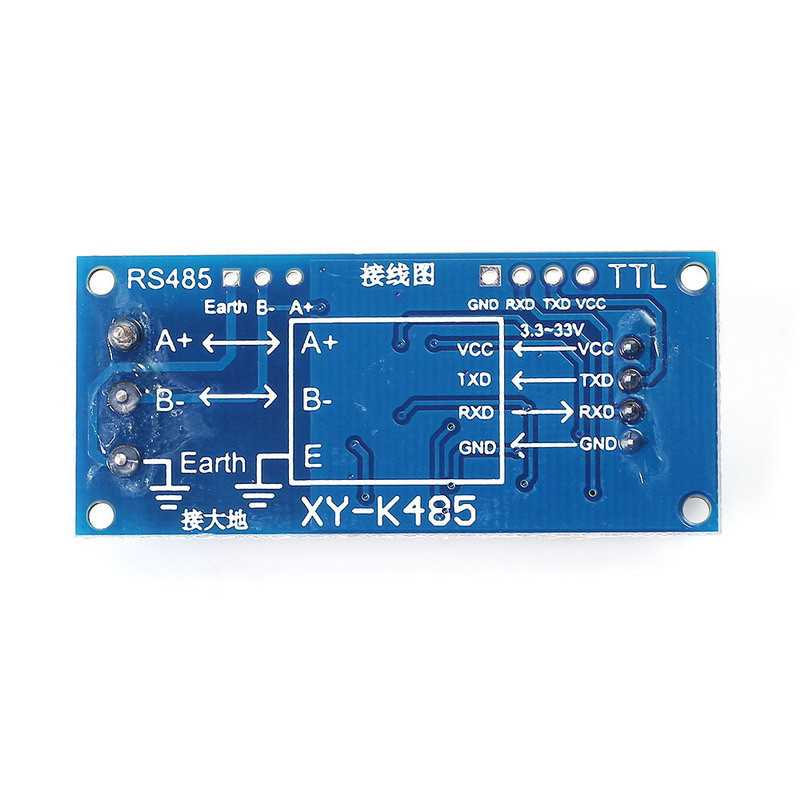 RS485 接线图 TTL
Earth B- A+ GND RXD TXD VCC
3.3~33V
A+ A+ VCC VCC
TXD TXD
B- B- RXD RXD
GND GND
Earth E
接大地 XY-K485